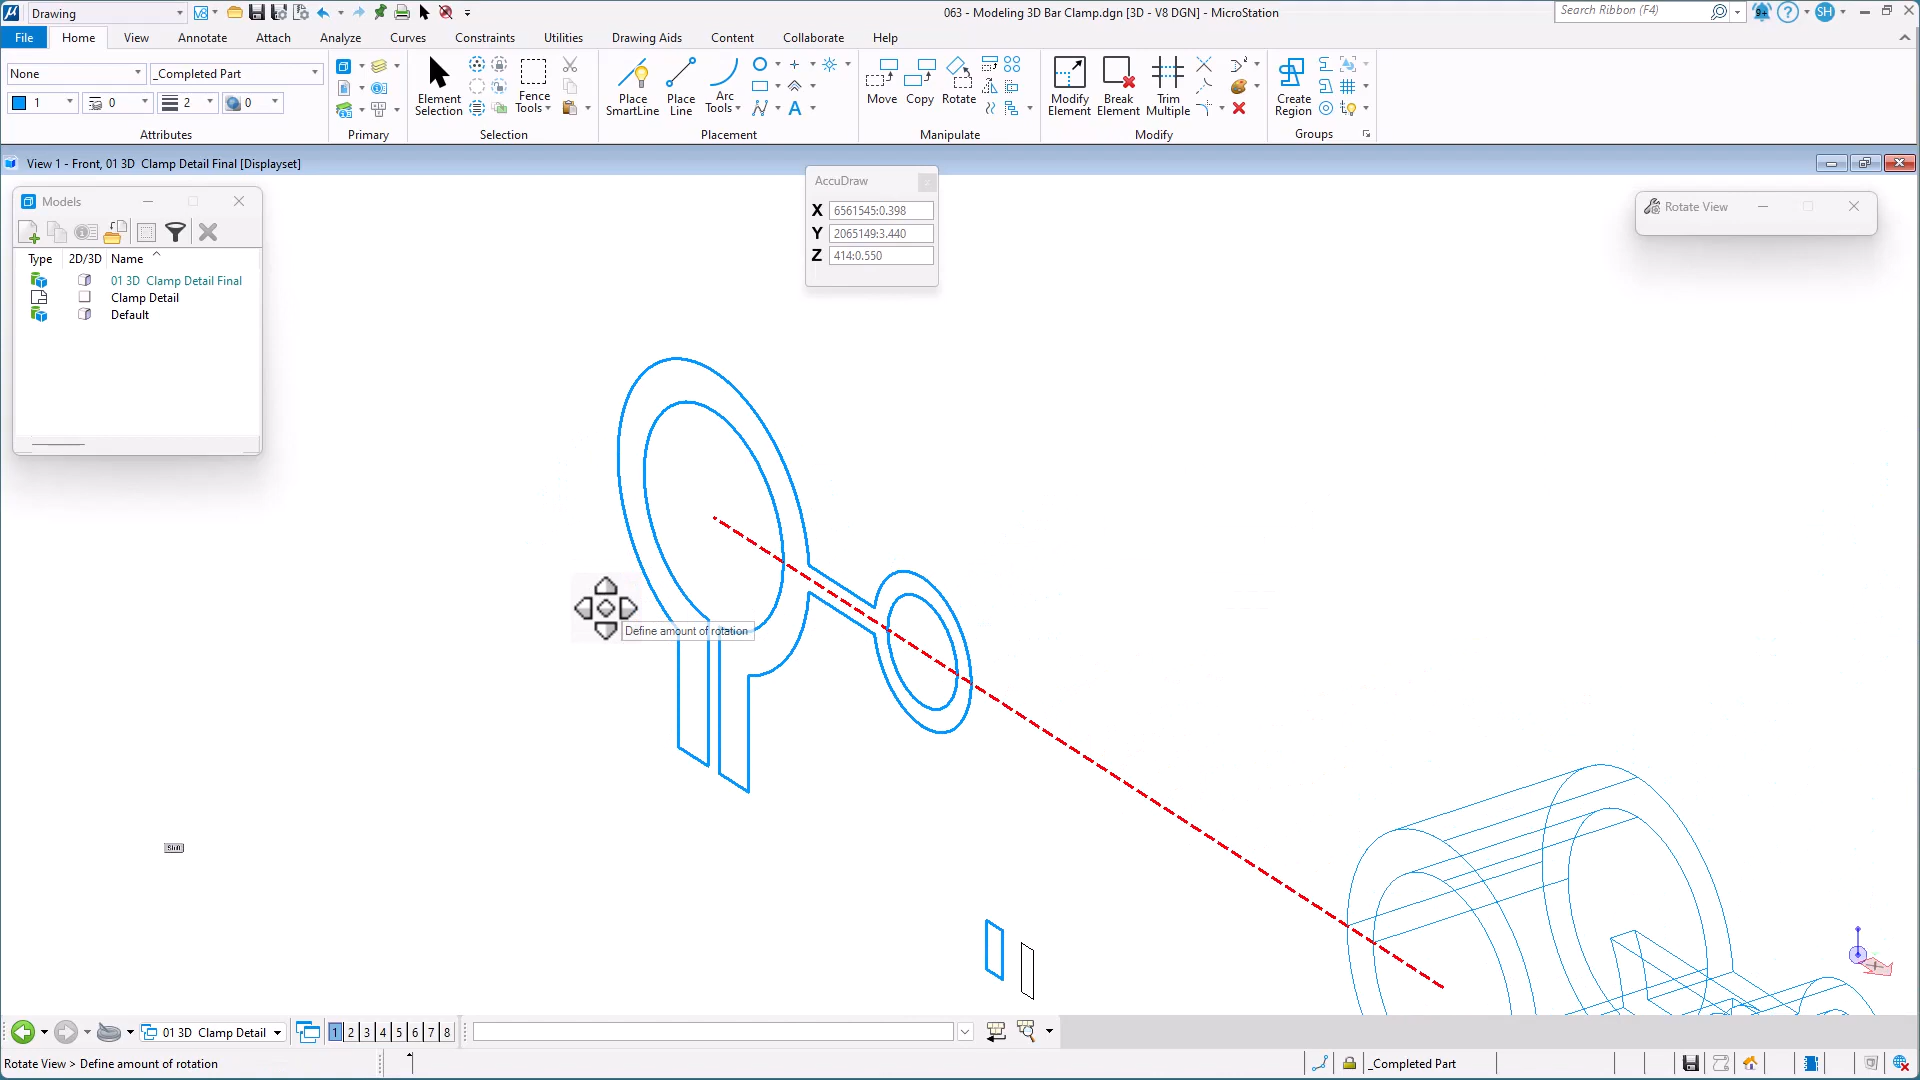 Drawing
063 - Modeling 3D Bar Clamp.dgn [3D - V8 DGN] - MicroStation
Search Ribbon (F4)
SH
File Home View Annotate Attach Analyze Curves Constraints Utilities Drawing Aids Content Collaborate Help
None
_Completed Part
1 0 2 0
Attributes
Primary
Element Selection
Fence Tools
Selection
Place SmartLine
Place Line
Arc Tools
Placement
Move Copy Rotate
Manipulate
Modify Element
Break Element
Trim Multiple
Modify
Create Region
Groups
View 1 - Front, 01 3D Clamp Detail Final [Displayset]
Models
Type 2D/3D Name
01 3D Clamp Detail Final
Clamp Detail
Default
AccuDraw
X 6561545:0.398
Y 2065149:3.440
Z 414:0.550
Rotate View
Define amount of rotation
Shift
01 3D Clamp Detail
1 2 3 4 5 6 7 8
Rotate View > Define amount of rotation
_Completed Part